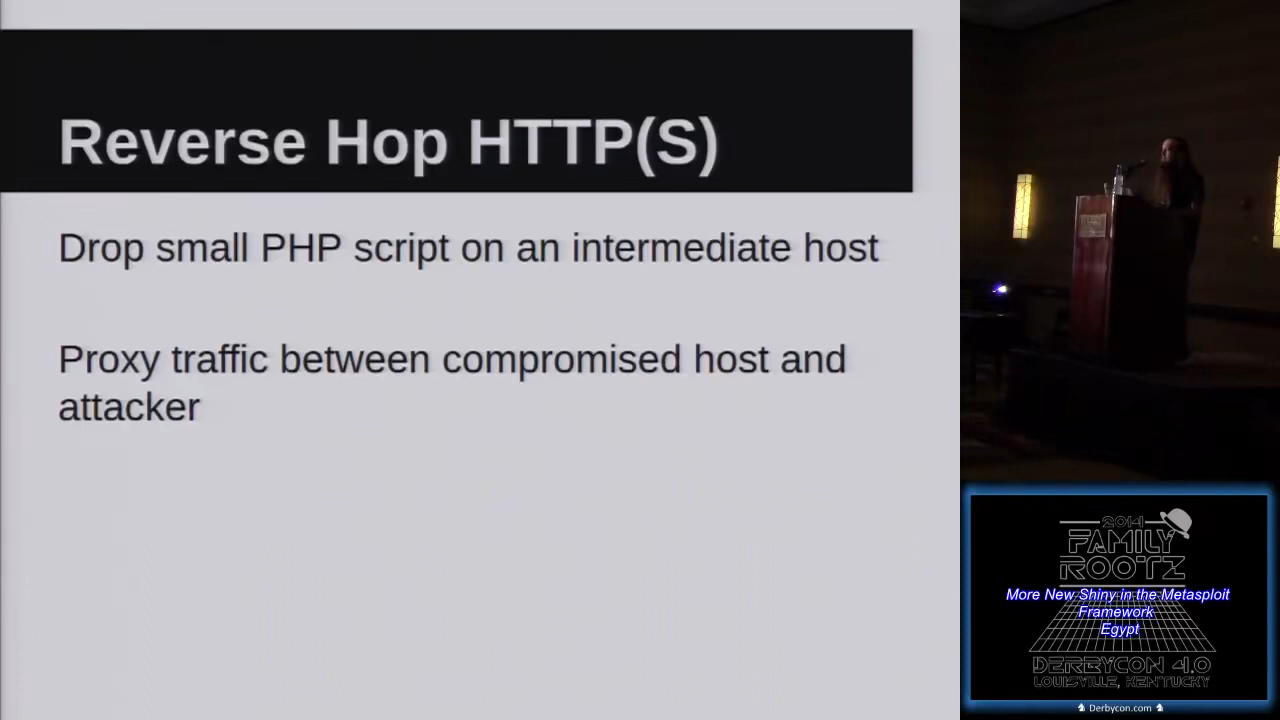 Reverse Hop HTTP(S)
Drop small PHP script on an intermediate host
Proxy traffic between compromised host and
attacker
2014
FAMILY
ROOTZ
More New Shiny in the Metasploit
Framework
Egypt
DERBYCON 4.0
LOUISVILLE, KENTUCKY
Derbycon.com